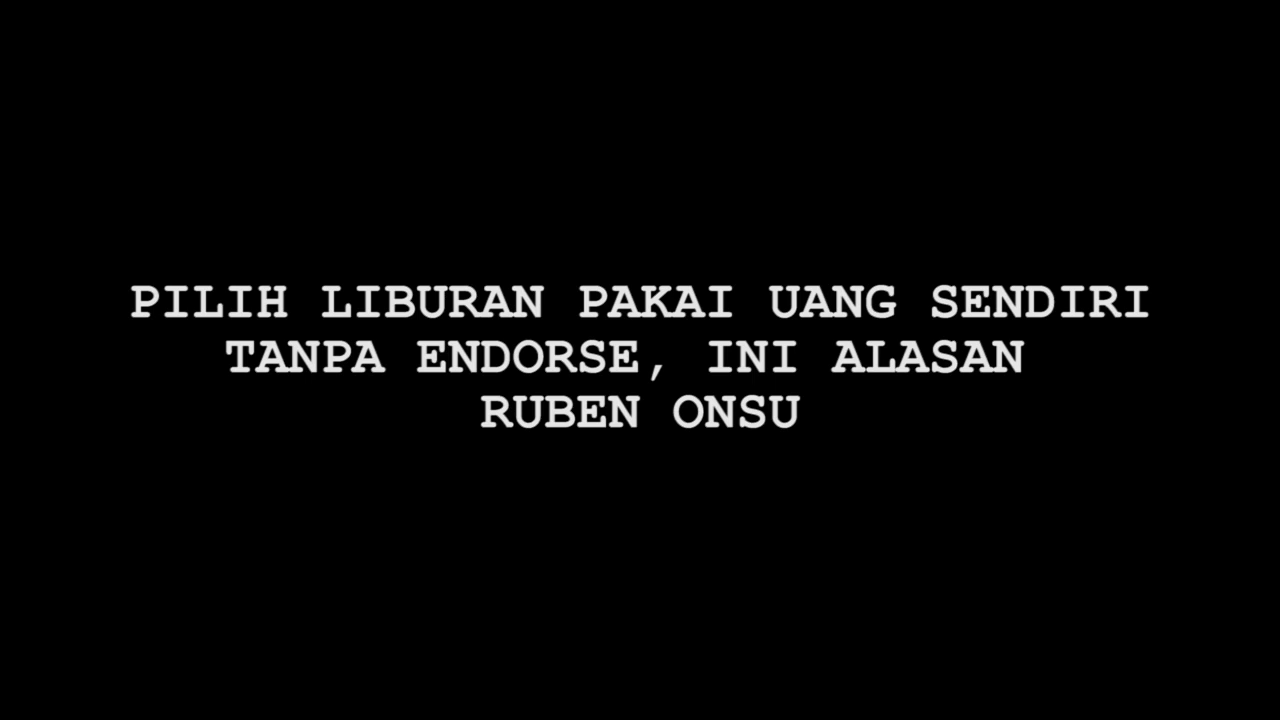 PILIH LIBURAN PAKAI UANG SENDIRI
TANPA ENDORSE, INI ALASAN
RUBEN ONSU